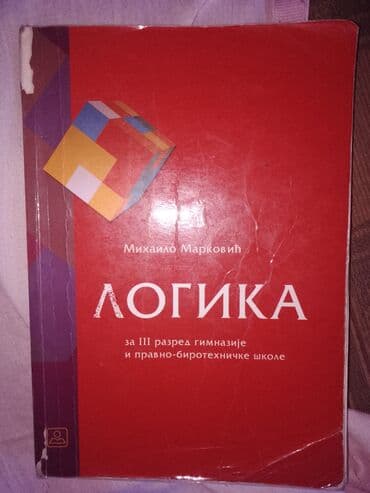 Михаило Марковић
ЛОГИКА
за III разред гимназије
и правно-биротехничке школе